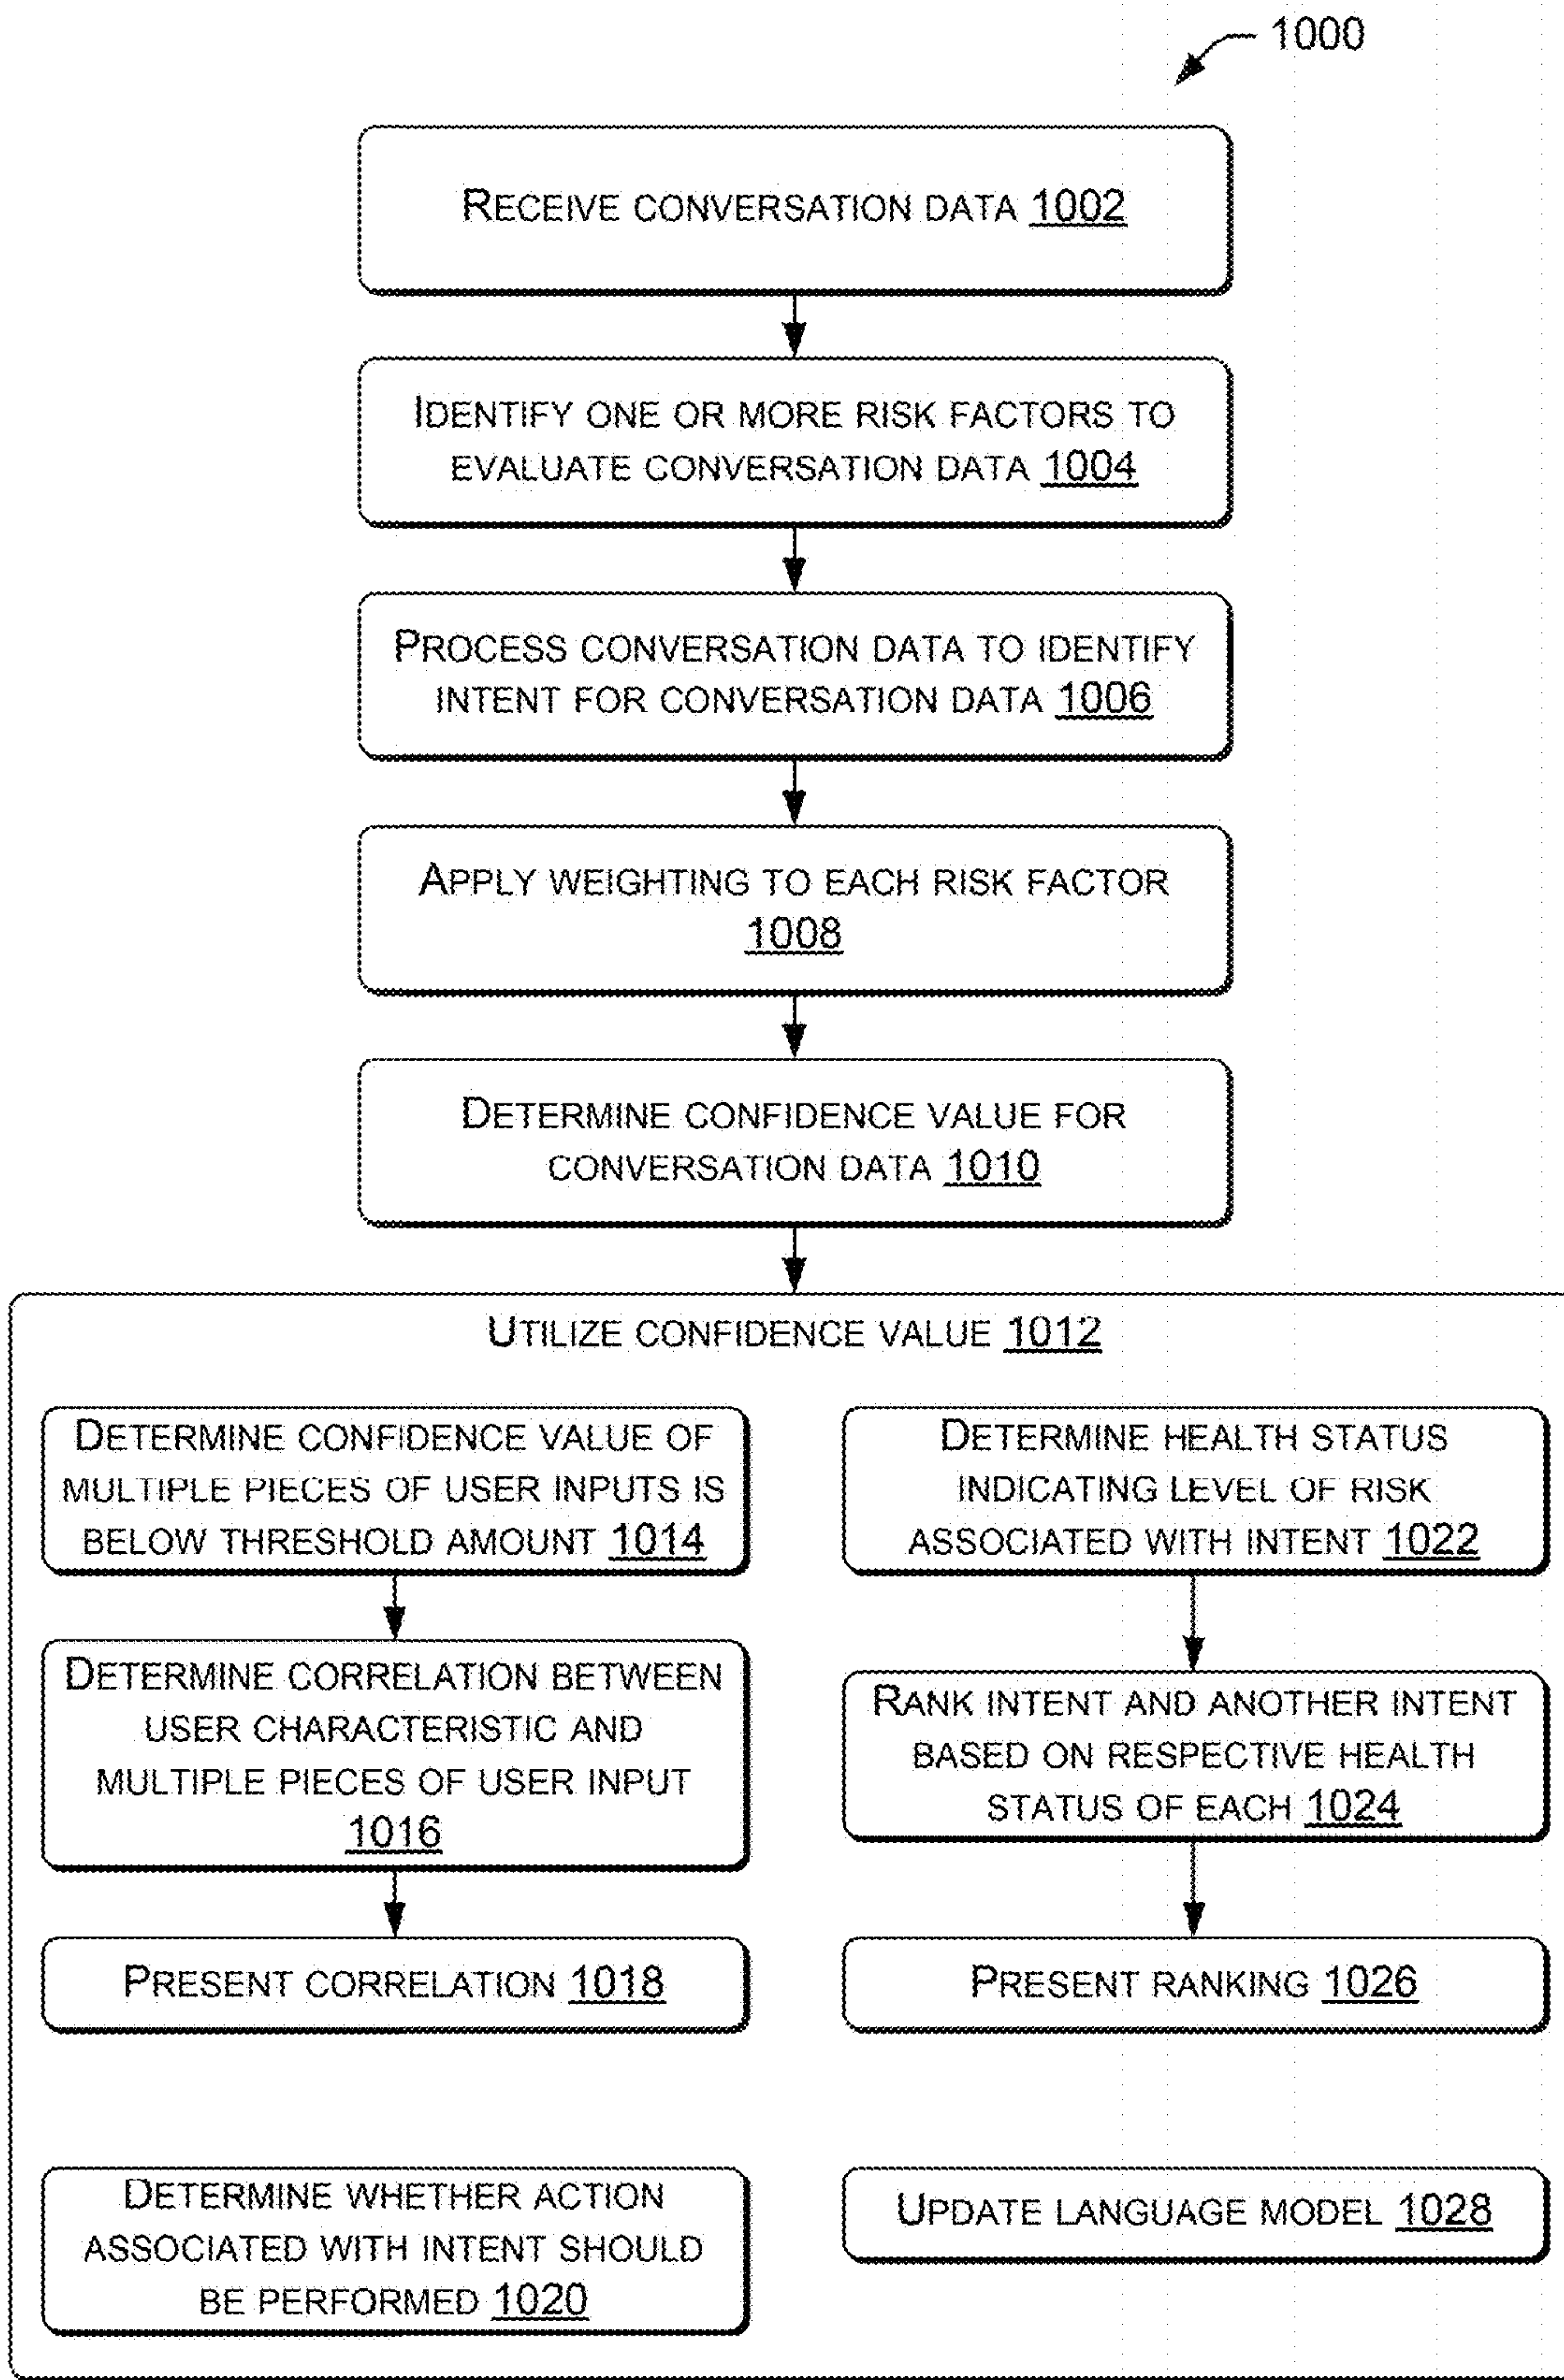 1000
RECEIVE CONVERSATION DATA 1002
IDENTIFY ONE OR MORE RISK FACTORS TO
EVALUATE CONVERSATION DATA 1004
PROCESS CONVERSATION DATA TO IDENTIFY
INTENT FOR CONVERSATION DATA 1006
APPLY WEIGHTING TO EACH RISK FACTOR
1008
DETERMINE CONFIDENCE VALUE FOR
CONVERSATION DATA 1010
UTILIZE CONFIDENCE VALUE 1012
DETERMINE CONFIDENCE VALUE OF
MULTIPLE PIECES OF USER INPUTS IS
BELOW THRESHOLD AMOUNT 1014
DETERMINE CORRELATION BETWEEN
USER CHARACTERISTIC AND
MULTIPLE PIECES OF USER INPUT
1016
PRESENT CORRELATION 1018
DETERMINE WHETHER ACTION
ASSOCIATED WITH INTENT SHOULD
BE PERFORMED 1020
DETERMINE HEALTH STATUS
INDICATING LEVEL OF RISK
ASSOCIATED WITH INTENT 1022
RANK INTENT AND ANOTHER INTENT
BASED ON RESPECTIVE HEALTH
STATUS OF EACH 1024
PRESENT RANKING 1026
UPDATE LANGUAGE MODEL 1028